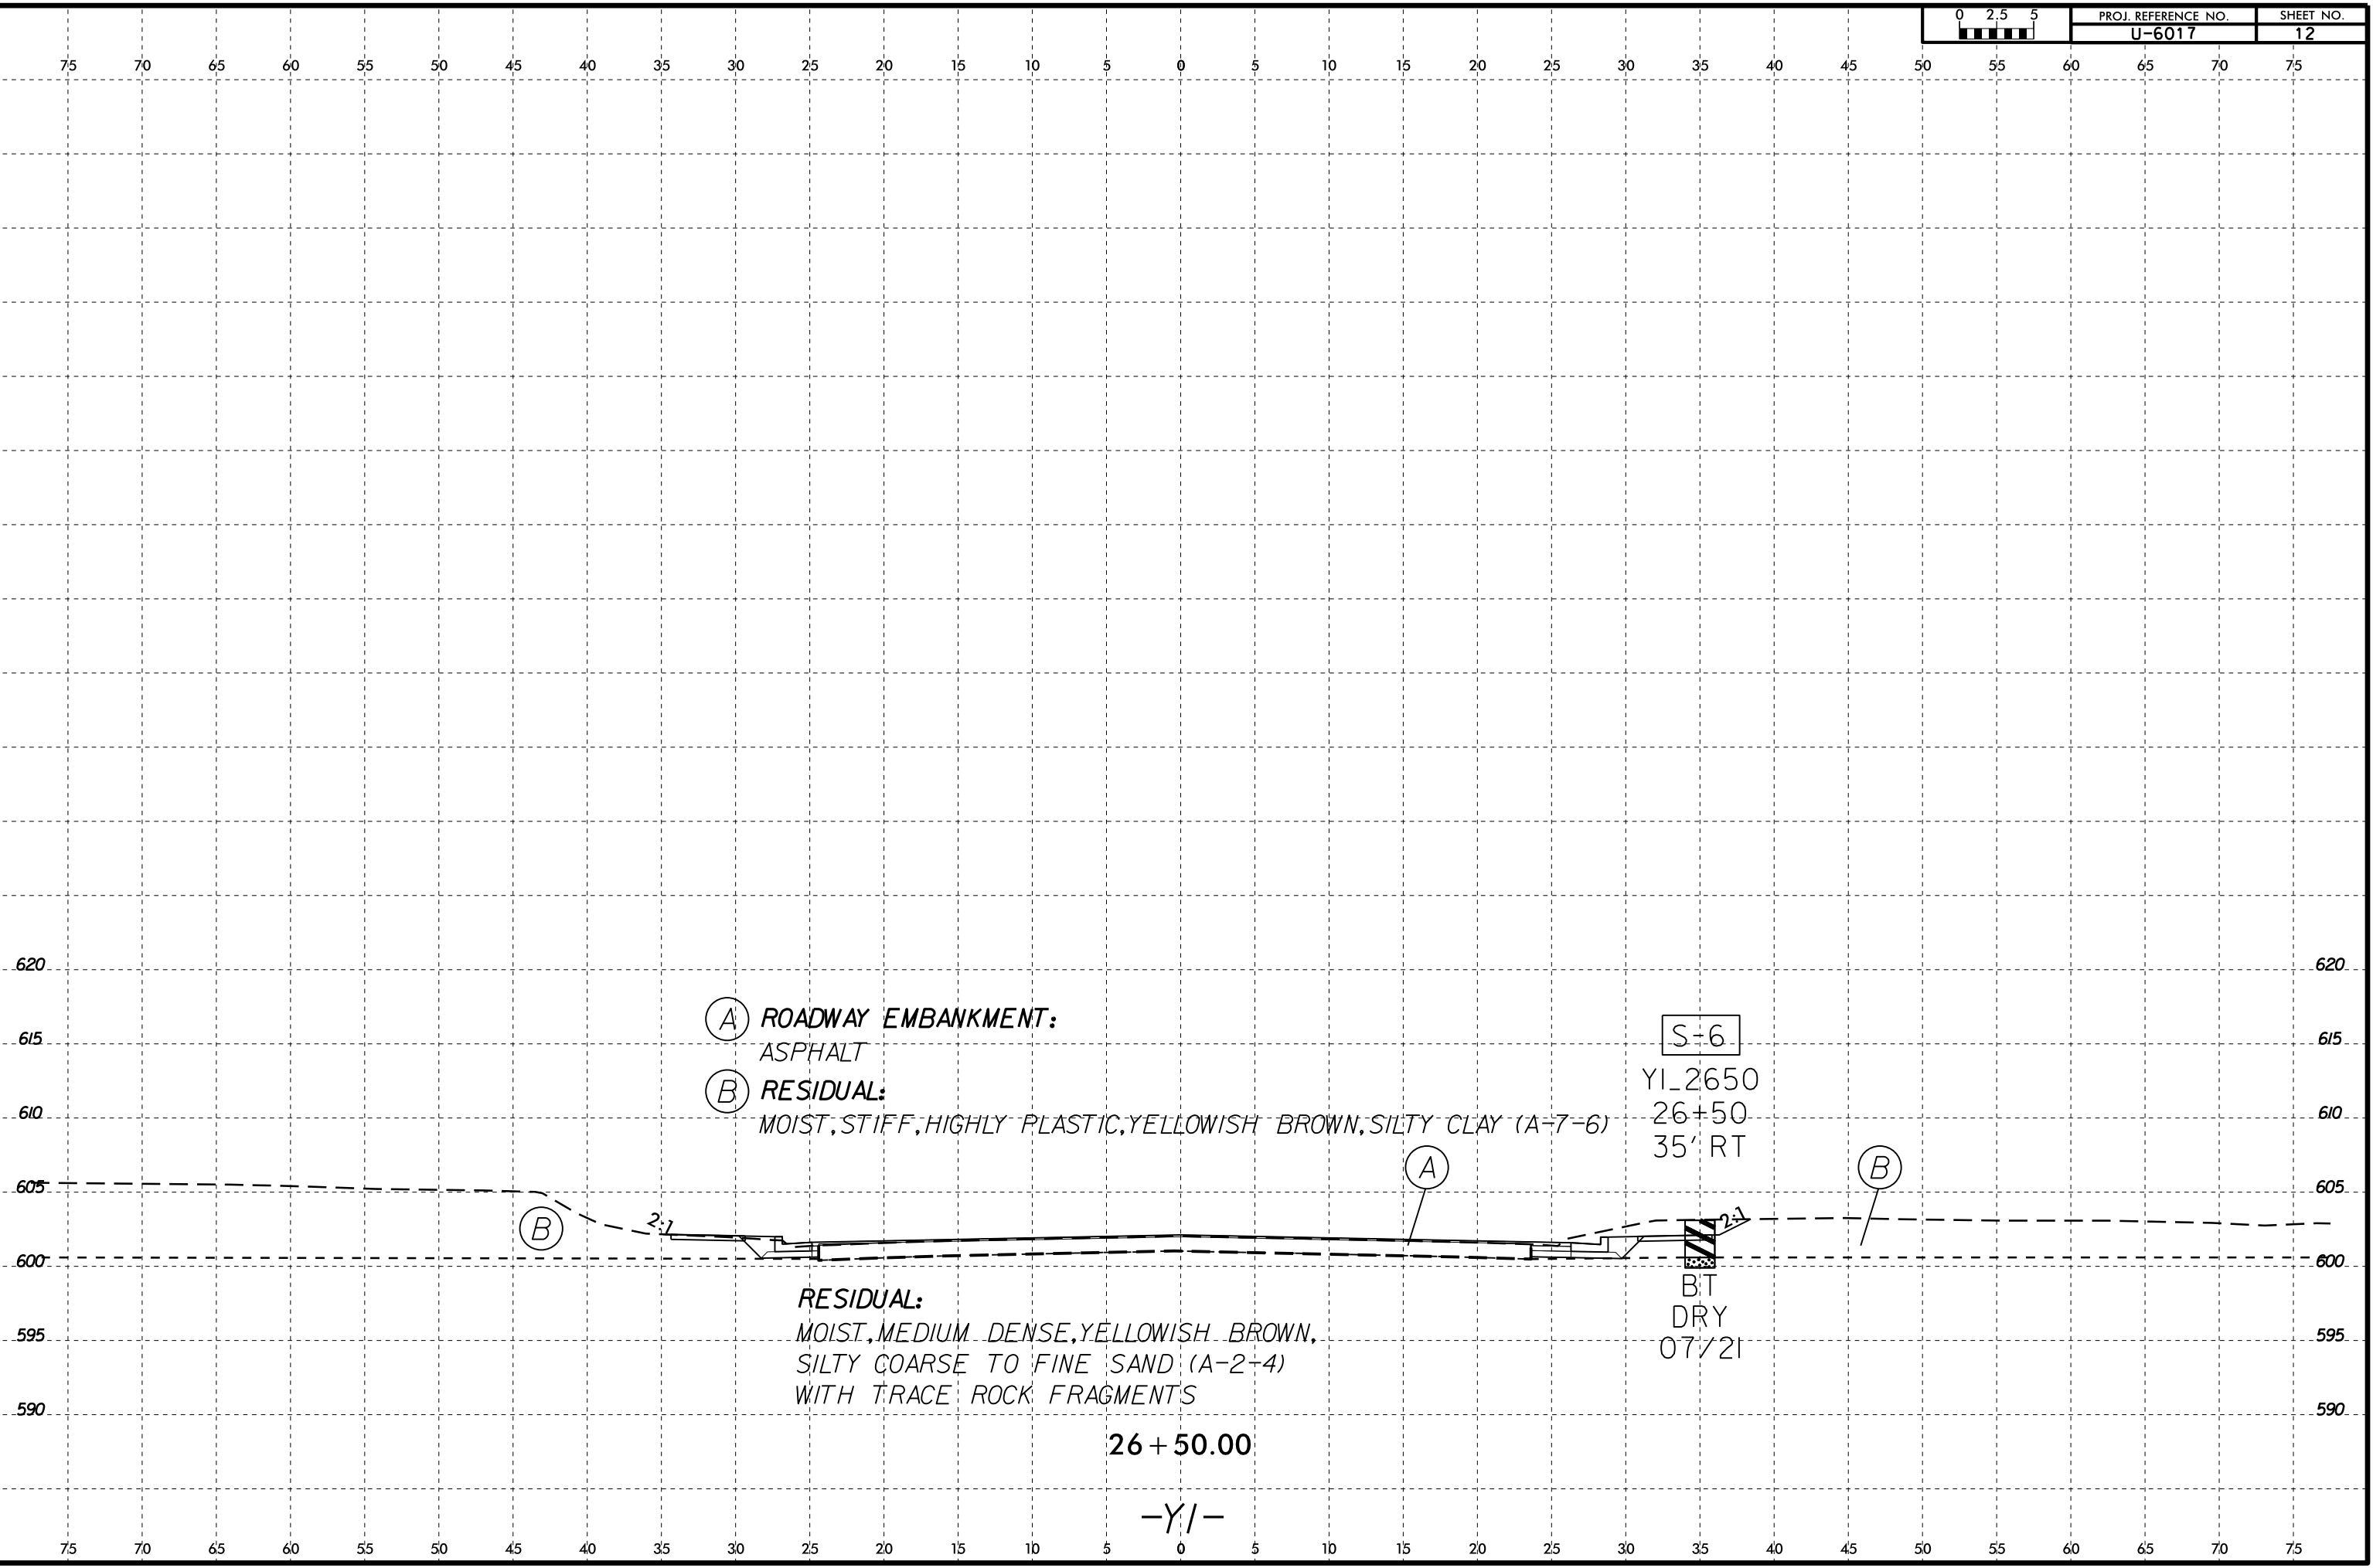 0 2.5 5
PROJ. REFERENCE NO. SHEET NO.
U-6017 12
75 70 65 60 55 50 45 40 35 30 25 20 15 10 5 0 5 10 15 20 25 30 35 40 45 50 55 60 65 70 75
620 620
A ROADWAY EMBANKMENT:
ASPHALT
S-6
615 615
B RESIDUAL:
MOIST, STIFF, HIGHLY PLASTIC, YELLOWISH BROWN, SILTY CLAY (A-7-6)
Y1_2650
26+50
35' RT
610 610
A B
605 605
B 2:1 2:1
600 600
RESIDUAL:
MOIST, MEDIUM DENSE, YELLOWISH BROWN,
SILTY COARSE TO FINE SAND (A-2-4)
WITH TRACE ROCK FRAGMENTS
BT
DRY
07/21
595 595
590 590
26+50.00
-Y1-
75 70 65 60 55 50 45 40 35 30 25 20 15 10 5 0 5 10 15 20 25 30 35 40 45 50 55 60 65 70 75